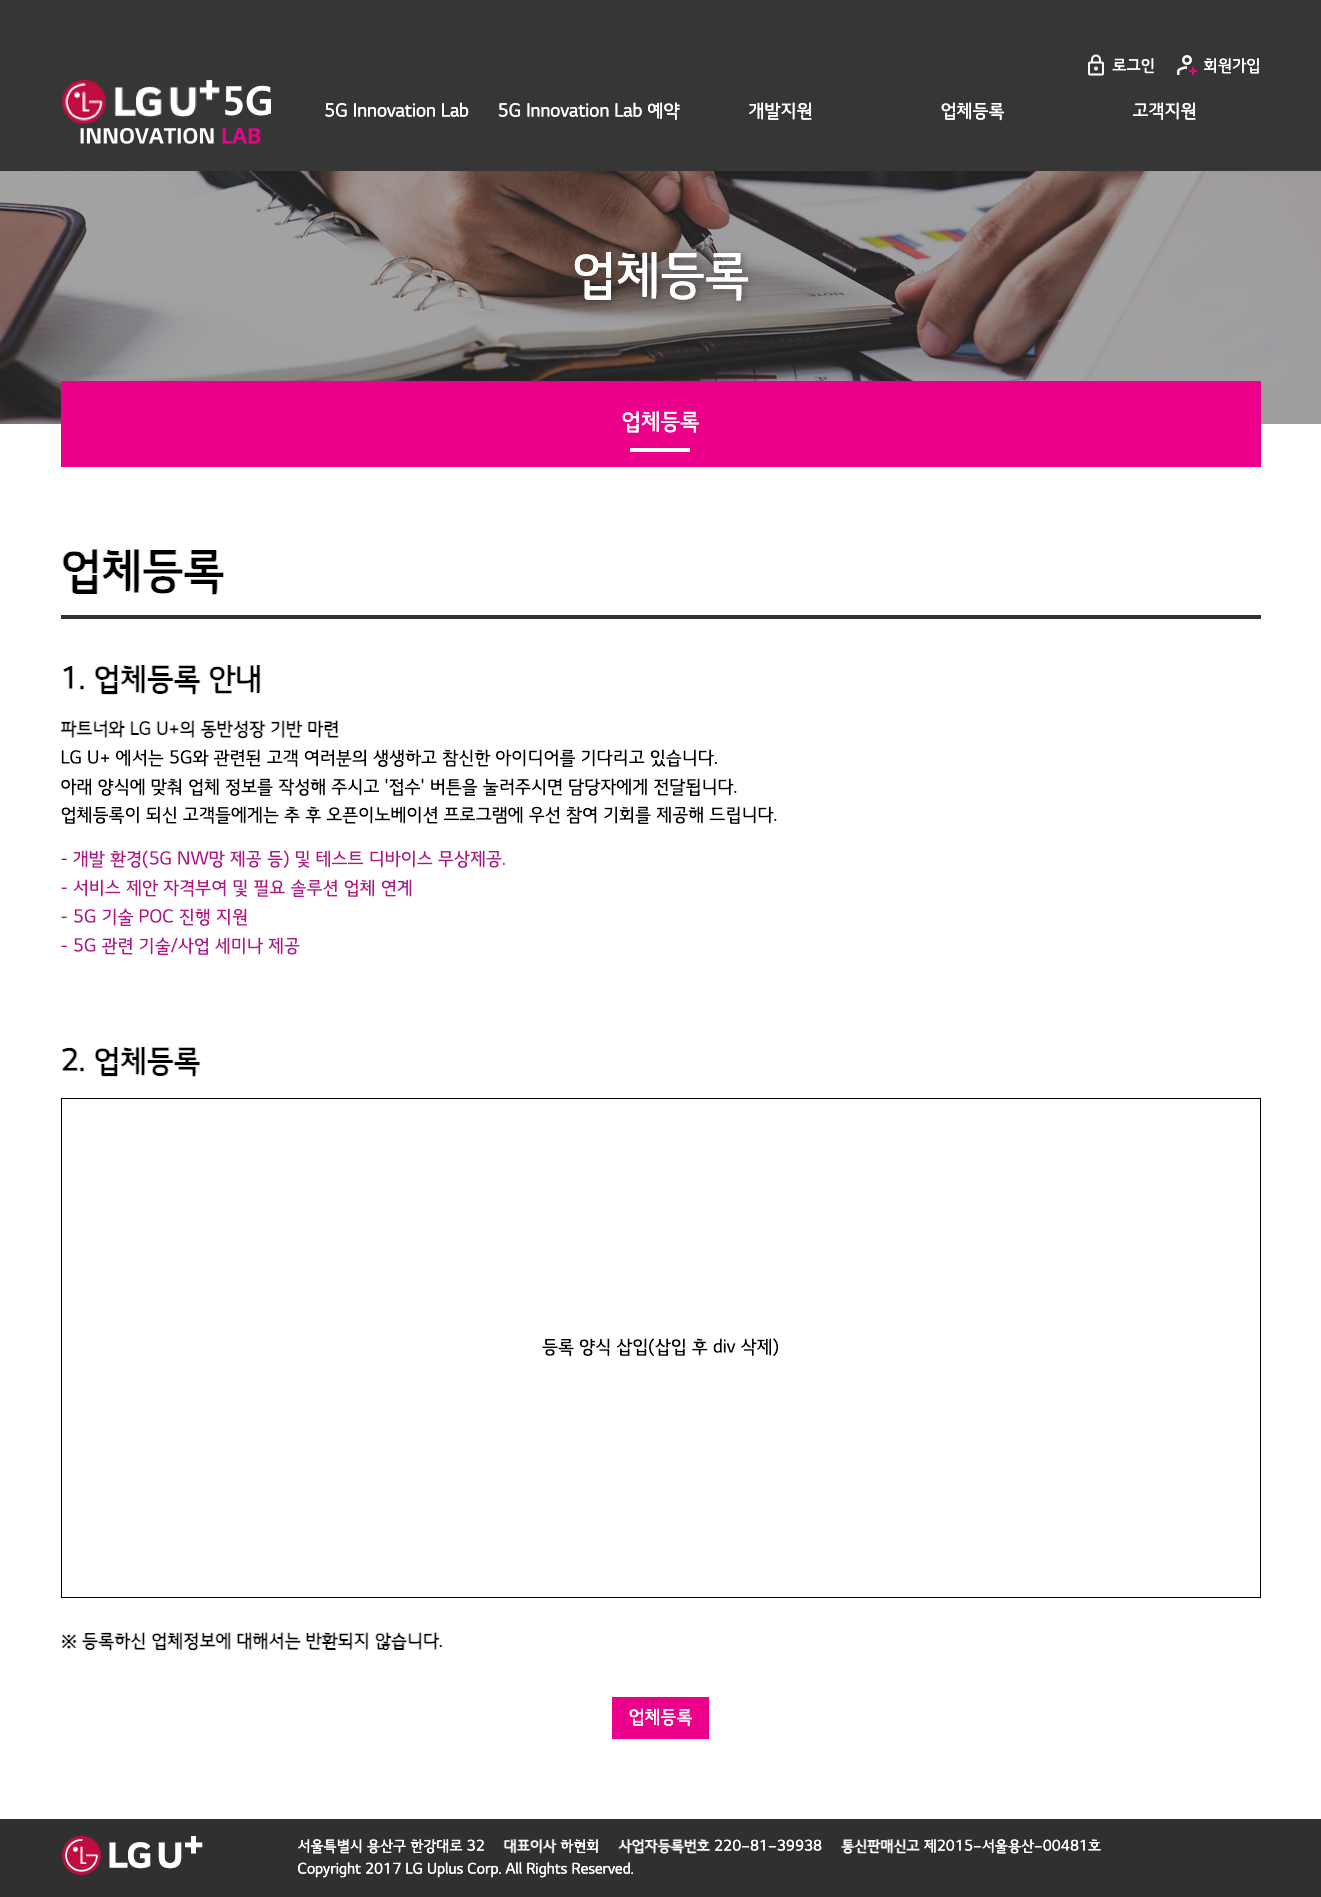 로그인 회원가입
LG U+ 5G
INNOVATION LAB
5G Innovation Lab 5G Innovation Lab 예약 개발지원 업체등록 고객지원
업체등록
업체등록
업체등록
1. 업체등록 안내
파트너와 LG U+의 동반성장 기반 마련
LG U+ 에서는 5G와 관련된 고객 여러분의 생생하고 참신한 아이디어를 기다리고 있습니다.
아래 양식에 맞춰 업체 정보를 작성해 주시고 '접수' 버튼을 눌러주시면 담당자에게 전달됩니다.
업체등록이 되신 고객들에게는 추 후 오픈이노베이션 프로그램에 우선 참여 기회를 제공해 드립니다.
- 개발 환경(5G NW망 제공 등) 및 테스트 디바이스 무상제공.
- 서비스 제안 자격부여 및 필요 솔루션 업체 연계
- 5G 기술 POC 진행 지원
- 5G 관련 기술/사업 세미나 제공
2. 업체등록
등록 양식 삽입(삽입 후 div 삭제)
※ 등록하신 업체정보에 대해서는 반환되지 않습니다.
업체등록
LG U+
서울특별시 용산구 한강대로 32 대표이사 하현회 사업자등록번호 220-81-39938 통신판매신고 제2015-서울용산-00481호
Copyright 2017 LG Uplus Corp. All Rights Reserved.